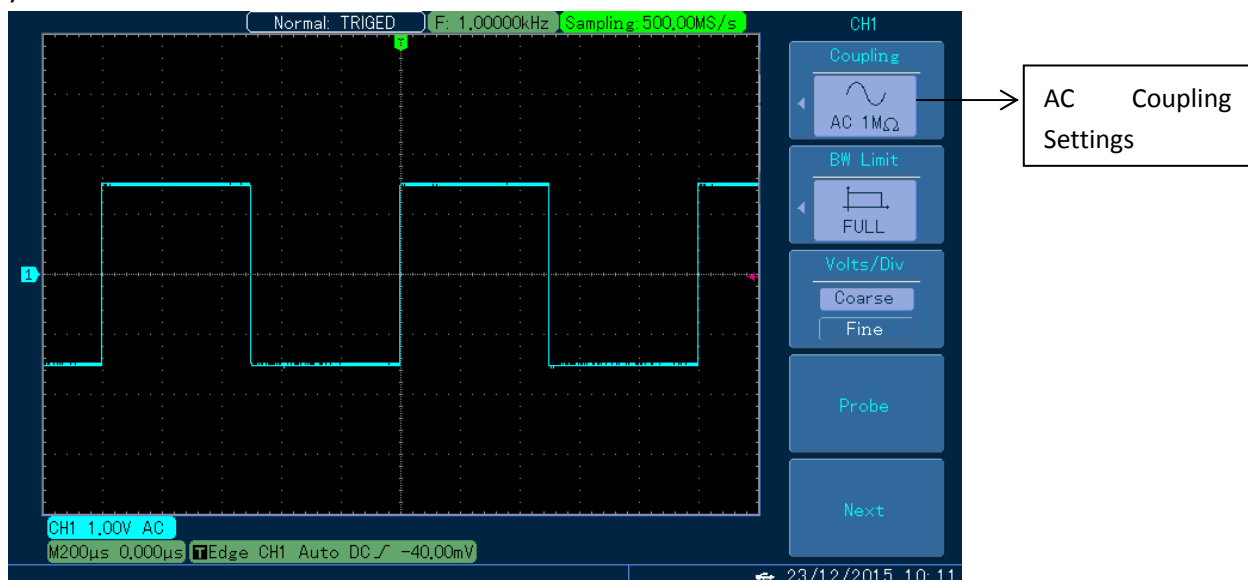 Normal: TRIGED F: 1.00000kHz Sampling:500.00MS/s CH1
T
Coupling
AC 1MΩ
AC Coupling
Settings
BW Limit
FULL
1
Volts/Div
Coarse
Fine
Probe
Next
CH1 1.00V AC
M200µs 0.000µs T Edge CH1 Auto DC -40.00mV
23/12/2015 10:11